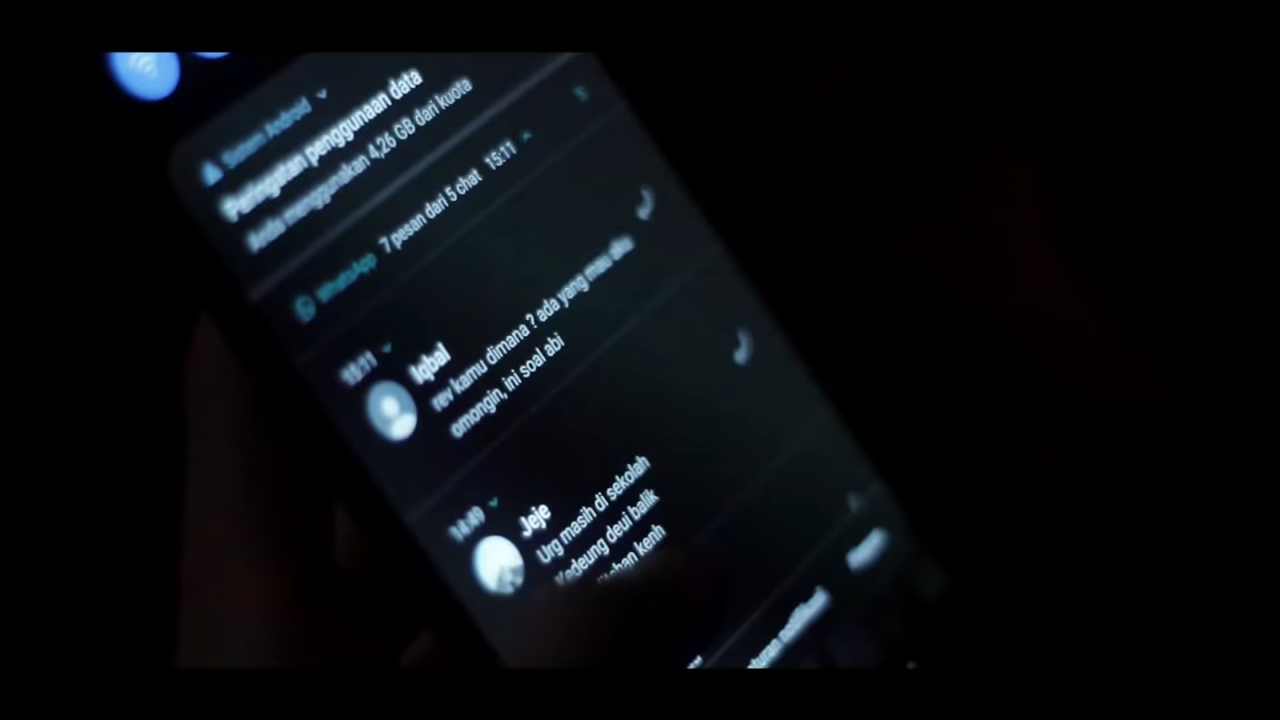 Sistem Android
Peringatan penggunaan data
Anda menggunakan 4,26 GB dari kuota
WhatsApp 7 pesan dari 5 chat 15:11
15:11
Iqbal
rev kamu dimana ? ada yang mau aku
omongin, ini soal abi
14:49
Jeje
Urg masih di sekolah
Kedeung deui balik
kenh
notifikasi